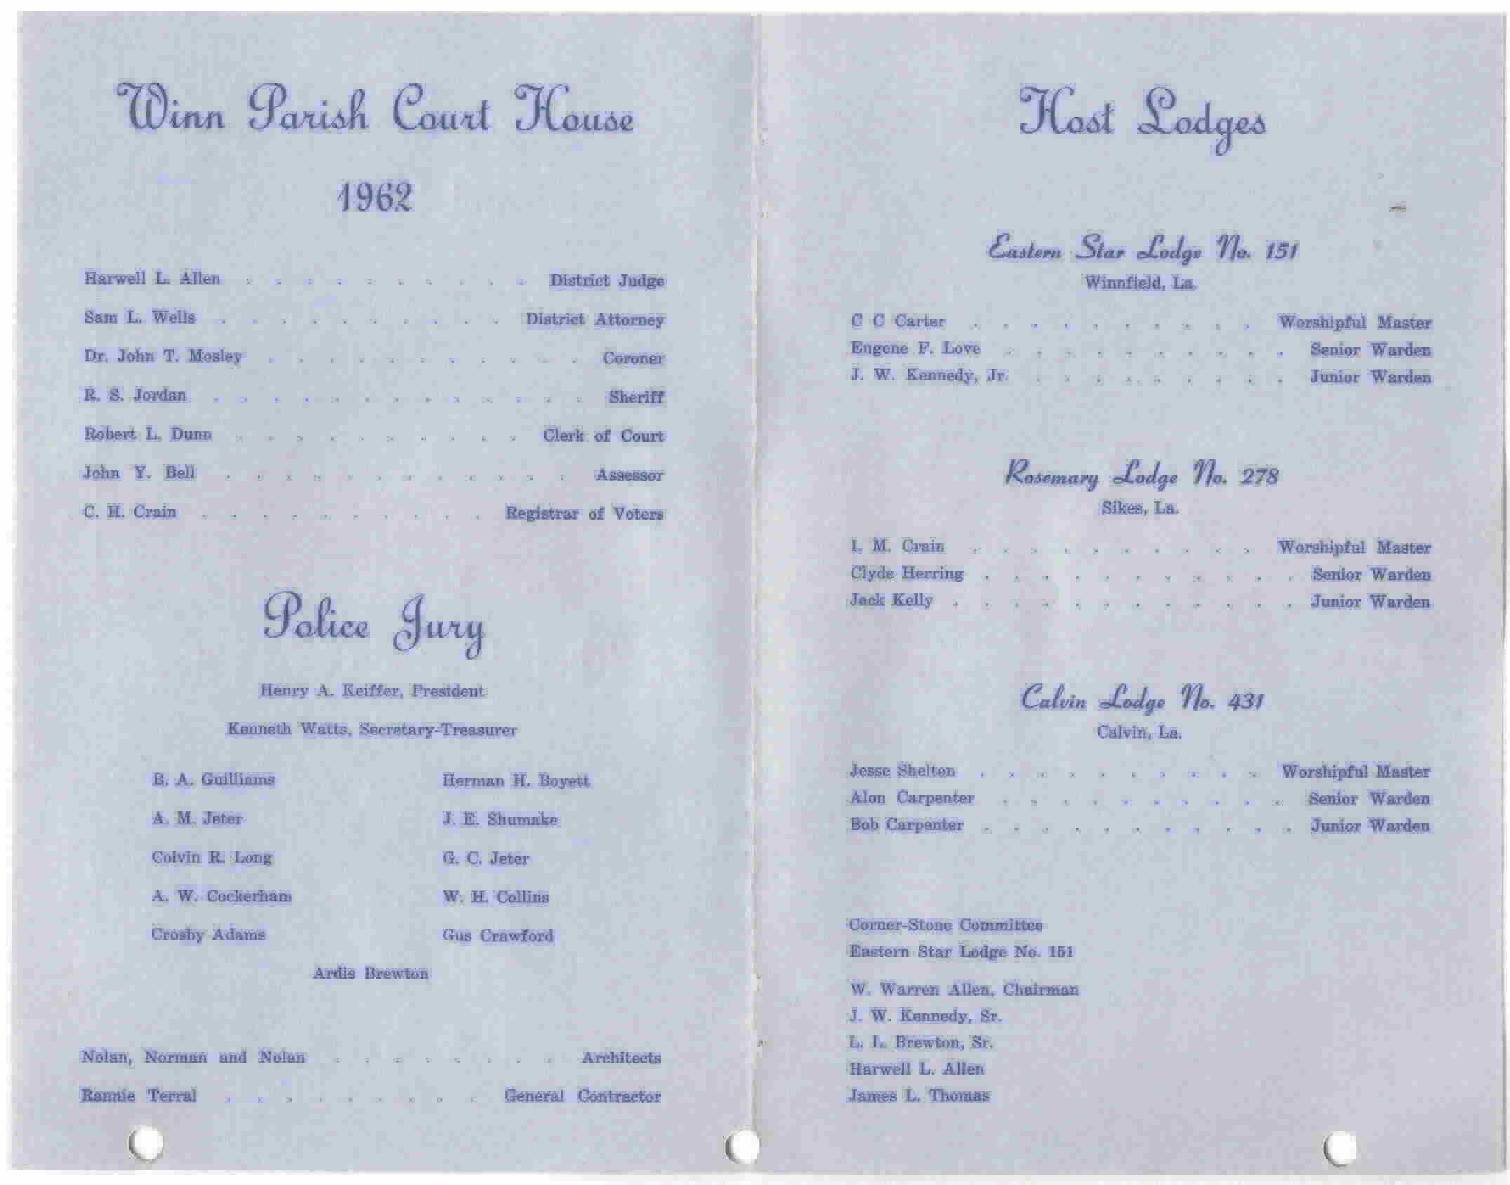 Winn Parish Court House
1962
Harwell L. Allen . . . . . . . . . . District Judge
Sam L. Wells . . . . . . . . . . District Attorney
Dr. John T. Mosley . . . . . . . . . . . Coroner
R. S. Jordan . . . . . . . . . . . . . Sheriff
Robert L. Dunn . . . . . . . . . . Clerk of Court
John Y. Bell . . . . . . . . . . . . Assessor
C. H. Crain . . . . . . . . . . Registrar of Voters
Police Jury
Henry A. Keiffer, President
Kenneth Watts, Secretary-Treasurer
B. A. Guilliams Herman H. Boyett
A. M. Jeter J. E. Shumake
Colvin R. Long G. C. Jeter
A. W. Cockerham W. H. Collins
Crosby Adams Gus Crawford
Ardis Brewton
Nolan, Norman and Nolan . . . . . . . . Architects
Rannie Terral . . . . . . . . . General Contractor
Host Lodges
Eastern Star Lodge No. 151
Winnfield, La.
C C Carter . . . . . . . . . . Worshipful Master
Eugene F. Love . . . . . . . . . . Senior Warden
J. W. Kennedy, Jr. . . . . . . . . . Junior Warden
Rosemary Lodge No. 278
Sikes, La.
I. M. Crain . . . . . . . . . . Worshipful Master
Clyde Herring . . . . . . . . . . . Senior Warden
Jack Kelly . . . . . . . . . . . . Junior Warden
Calvin Lodge No. 431
Calvin, La.
Jesse Shelton . . . . . . . . . . Worshipful Master
Alon Carpenter . . . . . . . . . . Senior Warden
Bob Carpenter . . . . . . . . . . . Junior Warden
Corner-Stone Committee
Eastern Star Lodge No. 151
W. Warren Allen, Chairman
J. W. Kennedy, Sr.
L. L. Brewton, Sr.
Harwell L. Allen
James L. Thomas